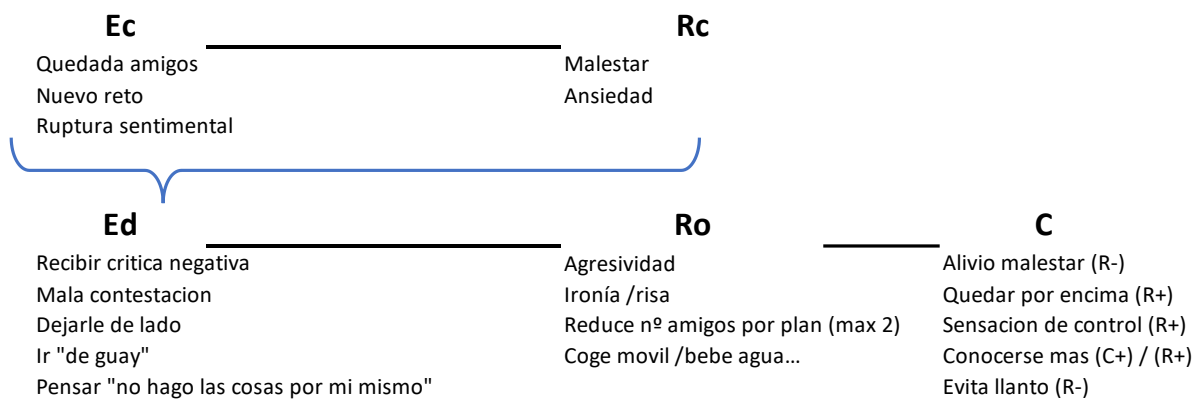 Ec Rc
Quedada amigos Malestar
Nuevo reto Ansiedad
Ruptura sentimental
Ed Ro C
Recibir critica negativa Agresividad Alivio malestar (R-)
Mala contestacion Ironía /risa Quedar por encima (R+)
Dejarle de lado Reduce nº amigos por plan (max 2) Sensacion de control (R+)
Ir "de guay" Coge movil /bebe agua... Conocerse mas (C+) / (R+)
Pensar "no hago las cosas por mi mismo" Evita llanto (R-)